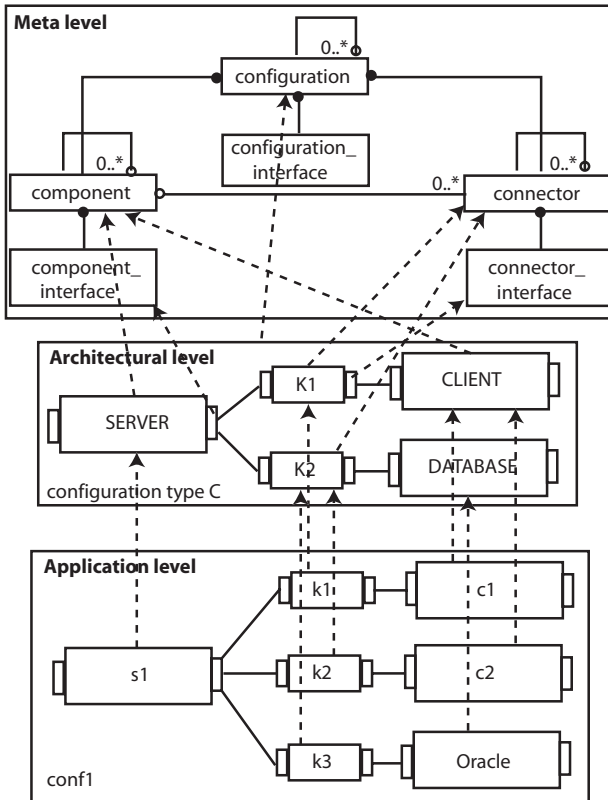 Meta level
0..*
configuration
configuration_
interface
0..*
component
component_
interface
0..*
0..*
connector
connector_
interface
Architectural level
K1
CLIENT
SERVER
K2
DATABASE
configuration type C
Application level
k1
c1
s1
k2
c2
k3
Oracle
conf1